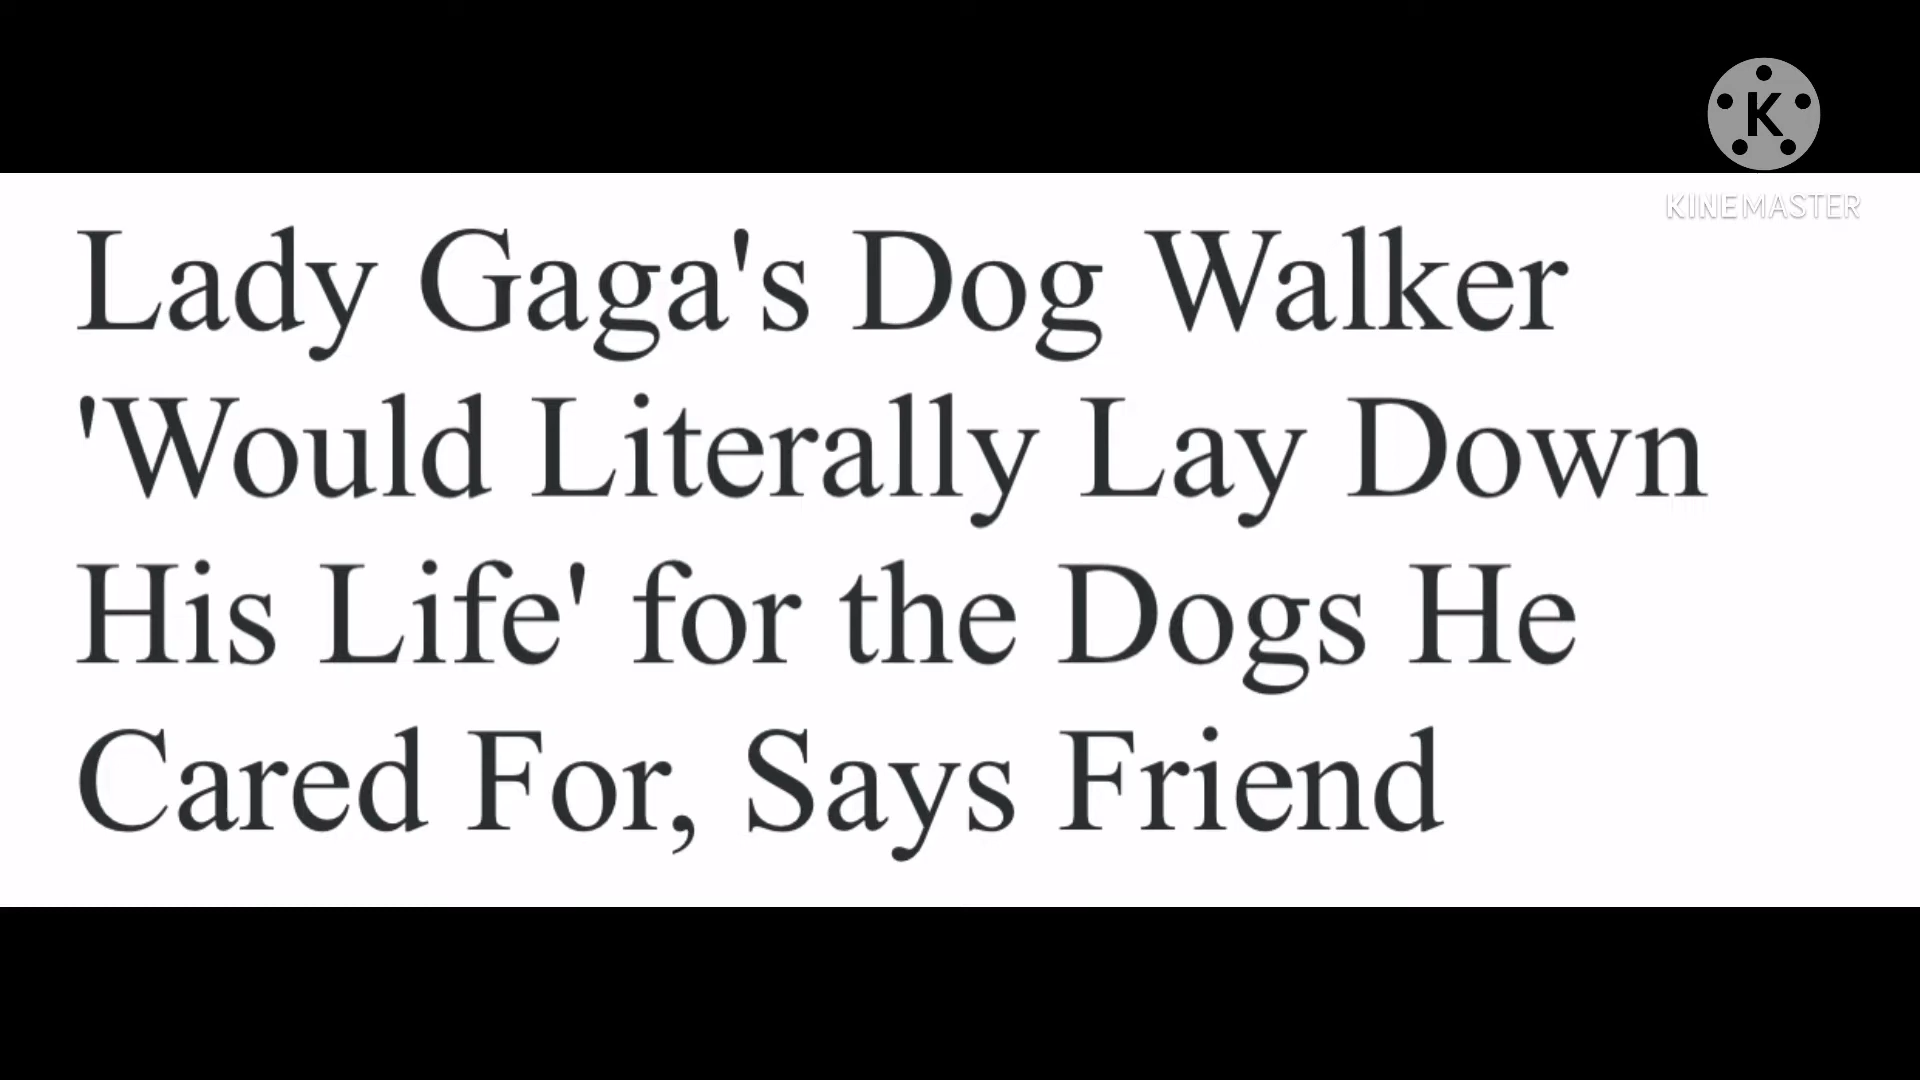 K
KINEMASTER
Lady Gaga's Dog Walker
'Would Literally Lay Down
His Life' for the Dogs He
Cared For, Says Friend